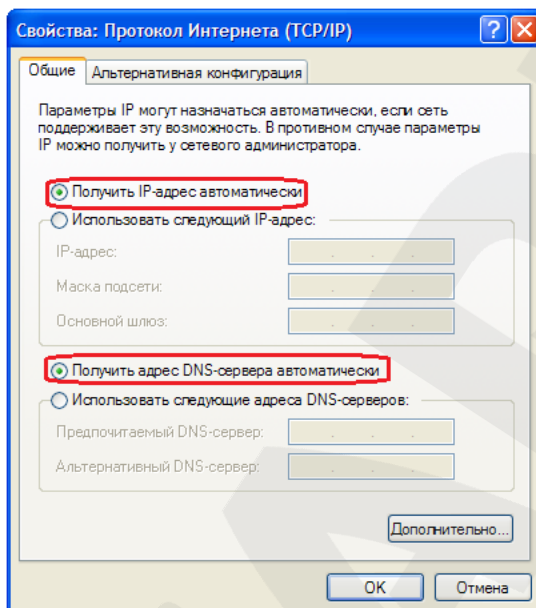 Свойства: Протокол Интернета (TCP/IP)
Общие
Альтернативная конфигурация
Параметры IP могут назначаться автоматически, если сеть
поддерживает эту возможность. В противном случае параметры
IP можно получить у сетевого администратора.
Получить IP-адрес автоматически
Использовать следующий IP-адрес:
IP-адрес:
Маска подсети:
Основной шлюз:
Получить адрес DNS-сервера автоматически
Использовать следующие адреса DNS-серверов:
Предпочитаемый DNS-сервер:
Альтернативный DNS-сервер:
Дополнительно...
OK
Отмена